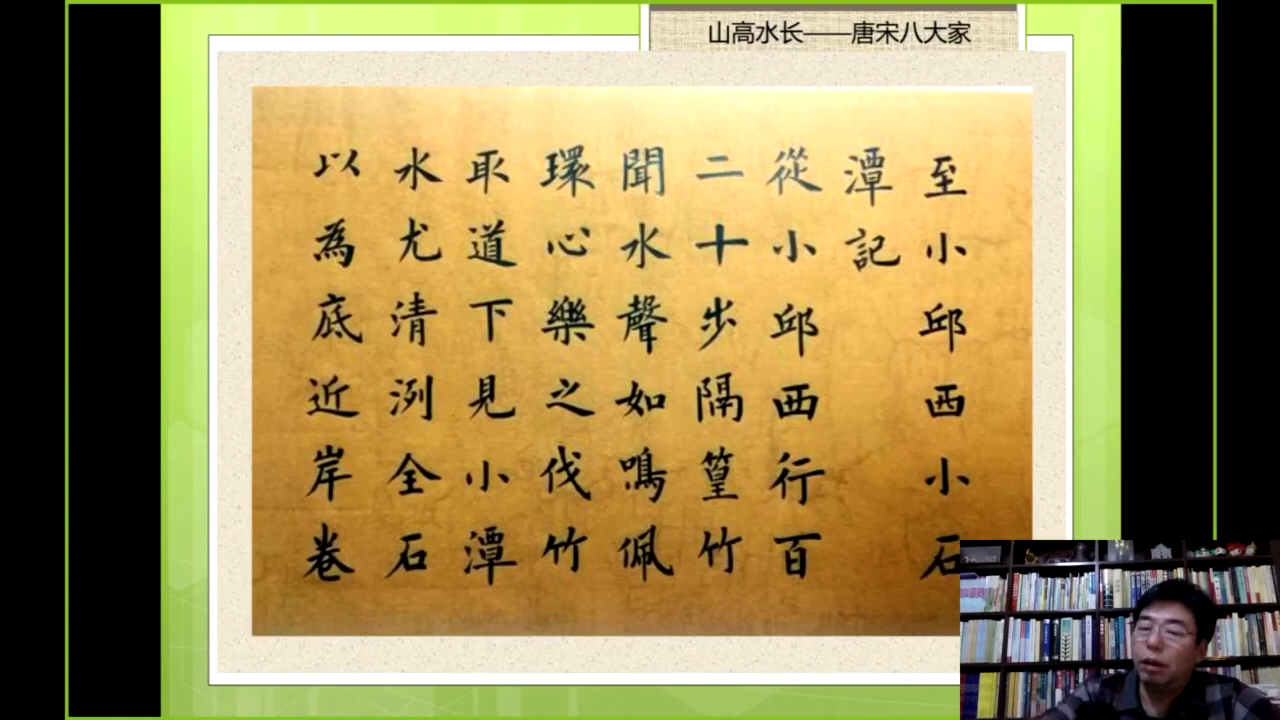 山高水长——唐宋八大家
至小邱西小石
潭記
從小邱西行百
二十步隔篁竹
聞水聲如鳴佩
環心樂之伐竹
取道下見小潭
水尤清洌全石
以為底近岸卷